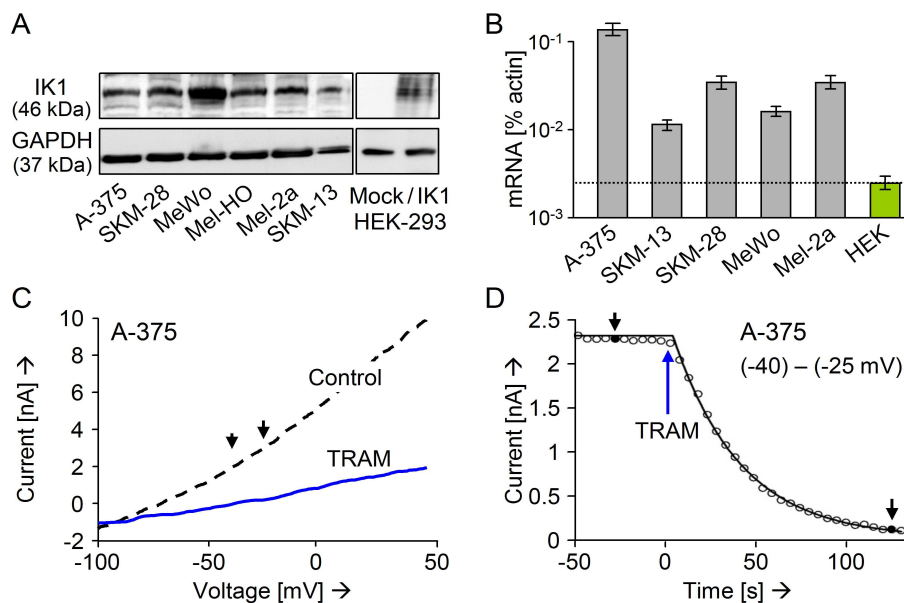 A
IK1
(46 kDa)
GAPDH
(37 kDa)
A-375
SKM-28
MeWo
Mel-HO
Mel-2a
SKM-13
Mock / IK1
HEK-293
B
mRNA [% actin]
10⁻¹
10⁻²
10⁻³
A-375
SKM-13
SKM-28
MeWo
Mel-2a
HEK
C
A-375
Control
TRAM
Current [nA] →
10
8
6
4
2
0
-2
-100
-50
0
50
Voltage [mV] →
D
A-375
(-40) – (-25 mV)
TRAM
Current [nA] →
2.5
2
1.5
1
0.5
0
-50
0
50
100
Time [s] →